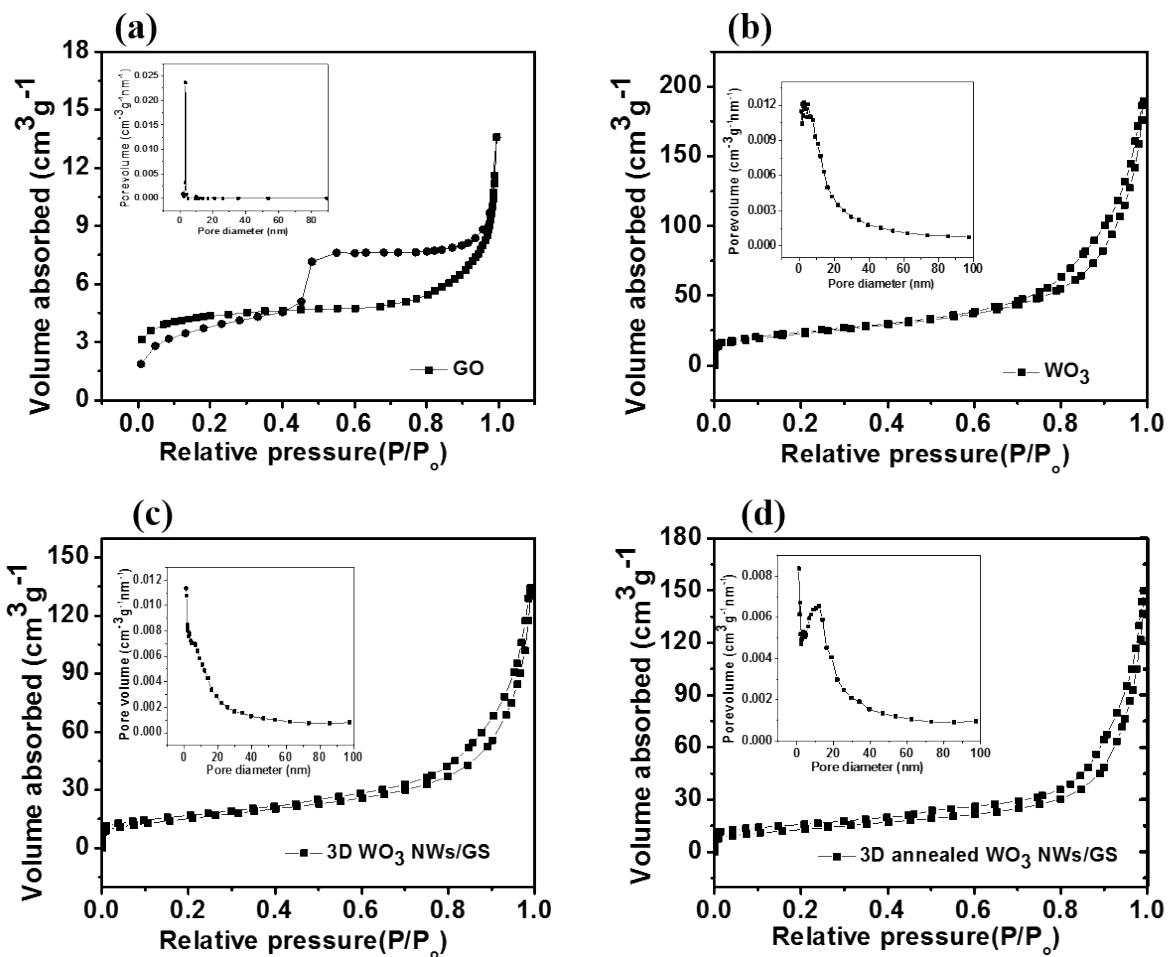 (a)
Volume absorbed (cm³g⁻¹)
18
15
12
9
6
3
0
0.0 0.2 0.4 0.6 0.8 1.0
Relative pressure(P/Pₒ)
GO
Porevolume (cm⁻³g⁻¹nm⁻¹)
0.025
0.020
0.015
0.010
0.005
0.000
0 20 40 60 80
Pore diameter (nm)
(b)
Volume absorbed (cm³g⁻¹)
200
150
100
50
0
0.0 0.2 0.4 0.6 0.8 1.0
Relative pressure(P/Pₒ)
WO₃
Porevolume (cm⁻³g⁻¹nm⁻¹)
0.012
0.009
0.006
0.003
0.000
0 20 40 60 80 100
Pore diameter (nm)
(c)
Volume absorbed (cm³g⁻¹)
150
120
90
60
30
0
0.0 0.2 0.4 0.6 0.8 1.0
Relative pressure(P/Pₒ)
3D WO₃ NWs/GS
Pore volume (cm⁻³g⁻¹nm⁻¹)
0.012
0.010
0.008
0.006
0.004
0.002
0.000
0 20 40 60 80 100
Pore diameter (nm)
(d)
Volume absorbed (cm³g⁻¹)
180
150
120
90
60
30
0
0.0 0.2 0.4 0.6 0.8 1.0
Relative pressure(P/Pₒ)
3D annealed WO₃ NWs/GS
Porevolume (cm³g⁻¹nm⁻¹)
0.008
0.006
0.004
0.002
0.000
0 20 40 60 80 100
Pore diameter (nm)